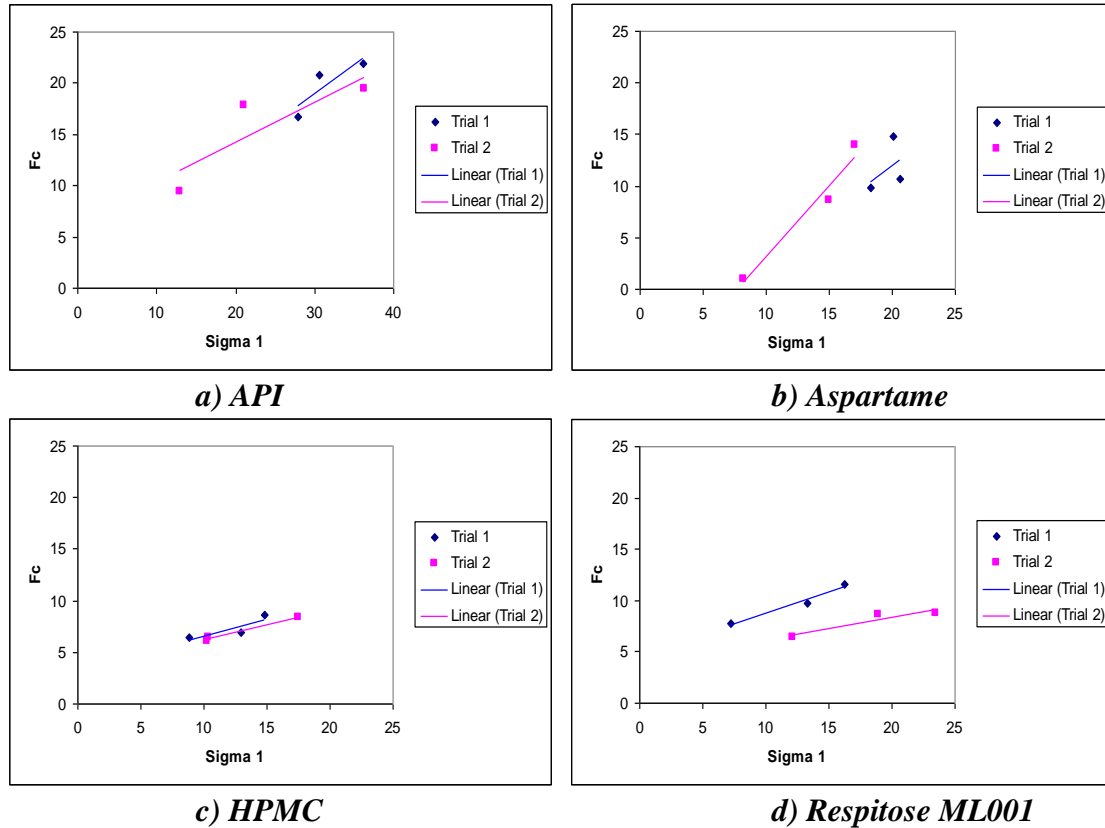 25
20
15
10
5
0
Fc
0 10 20 30 40
Sigma 1
Trial 1
Trial 2
Linear (Trial 1)
Linear (Trial 2)
a) API
25
20
15
10
5
0
Fc
0 5 10 15 20 25
Sigma 1
Trial 1
Trial 2
Linear (Trial 1)
Linear (Trial 2)
b) Aspartame
25
20
15
10
5
0
Fc
0 5 10 15 20 25
Sigma 1
Trial 1
Trial 2
Linear (Trial 1)
Linear (Trial 2)
c) HPMC
25
20
15
10
5
0
Fc
0 5 10 15 20 25
Sigma 1
Trial 1
Trial 2
Linear (Trial 1)
Linear (Trial 2)
d) Respitose ML001